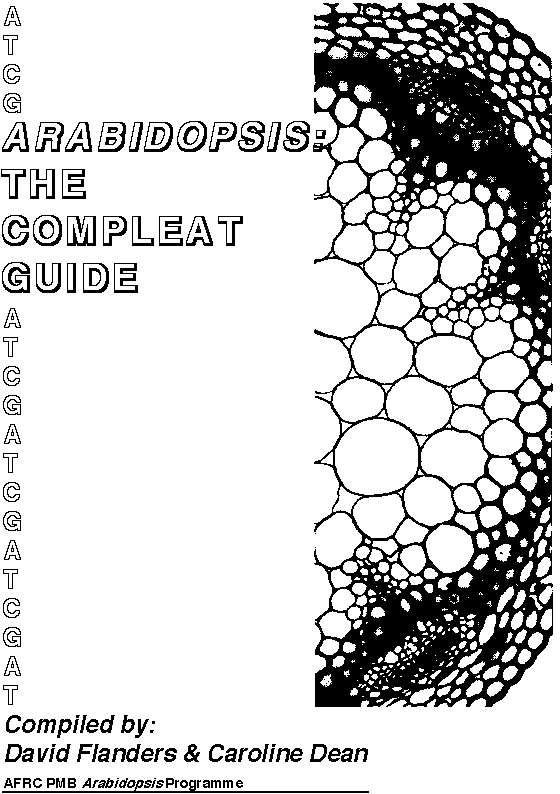 A
T
C
G
ARABIDOPSIS:
THE
COMPLEAT
GUIDE
A
T
C
G
A
T
C
G
A
T
C
G
A
T
Compiled by:
David Flanders & Caroline Dean
AFRC PMB Arabidopsis Programme